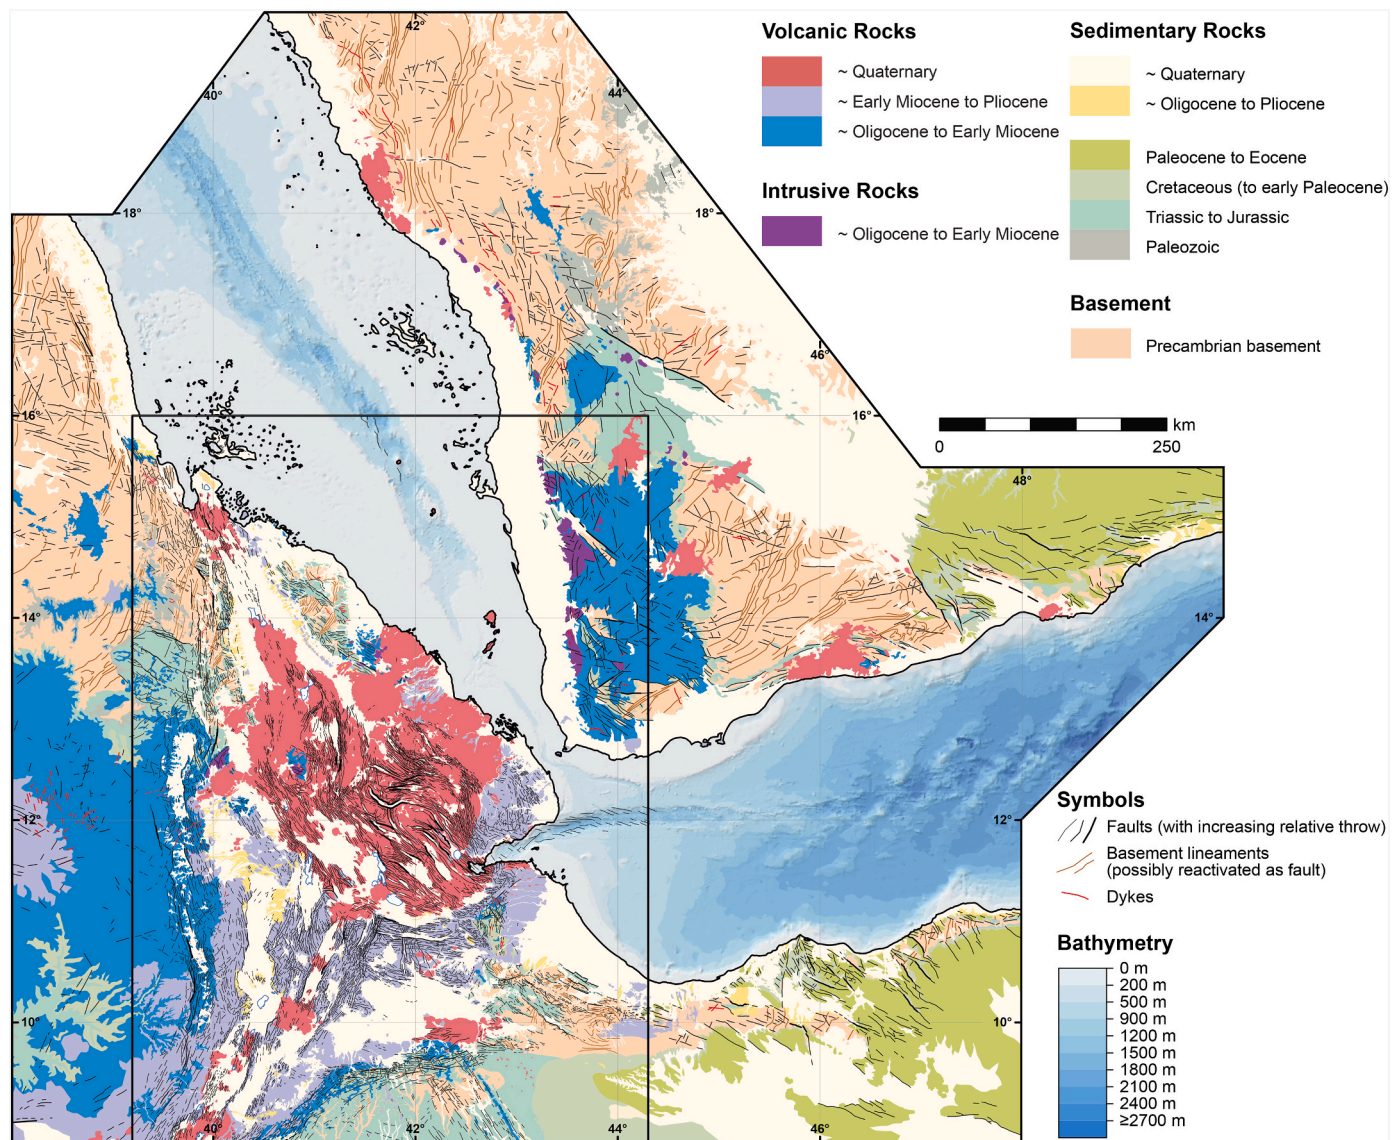 Volcanic Rocks
~ Quaternary
~ Early Miocene to Pliocene
~ Oligocene to Early Miocene
Intrusive Rocks
~ Oligocene to Early Miocene
Sedimentary Rocks
~ Quaternary
~ Oligocene to Pliocene
Paleocene to Eocene
Cretaceous (to early Paleocene)
Triassic to Jurassic
Paleozoic
Basement
Precambrian basement
km
0 250
42°
40°
44°
18°
18°
46°
16°
16°
48°
14°
14°
12°
12°
10°
10°
40°
42°
44°
46°
Symbols
Faults (with increasing relative throw)
Basement lineaments
(possibly reactivated as fault)
Dykes
Bathymetry
0 m
200 m
500 m
900 m
1200 m
1500 m
1800 m
2100 m
2400 m
≥2700 m